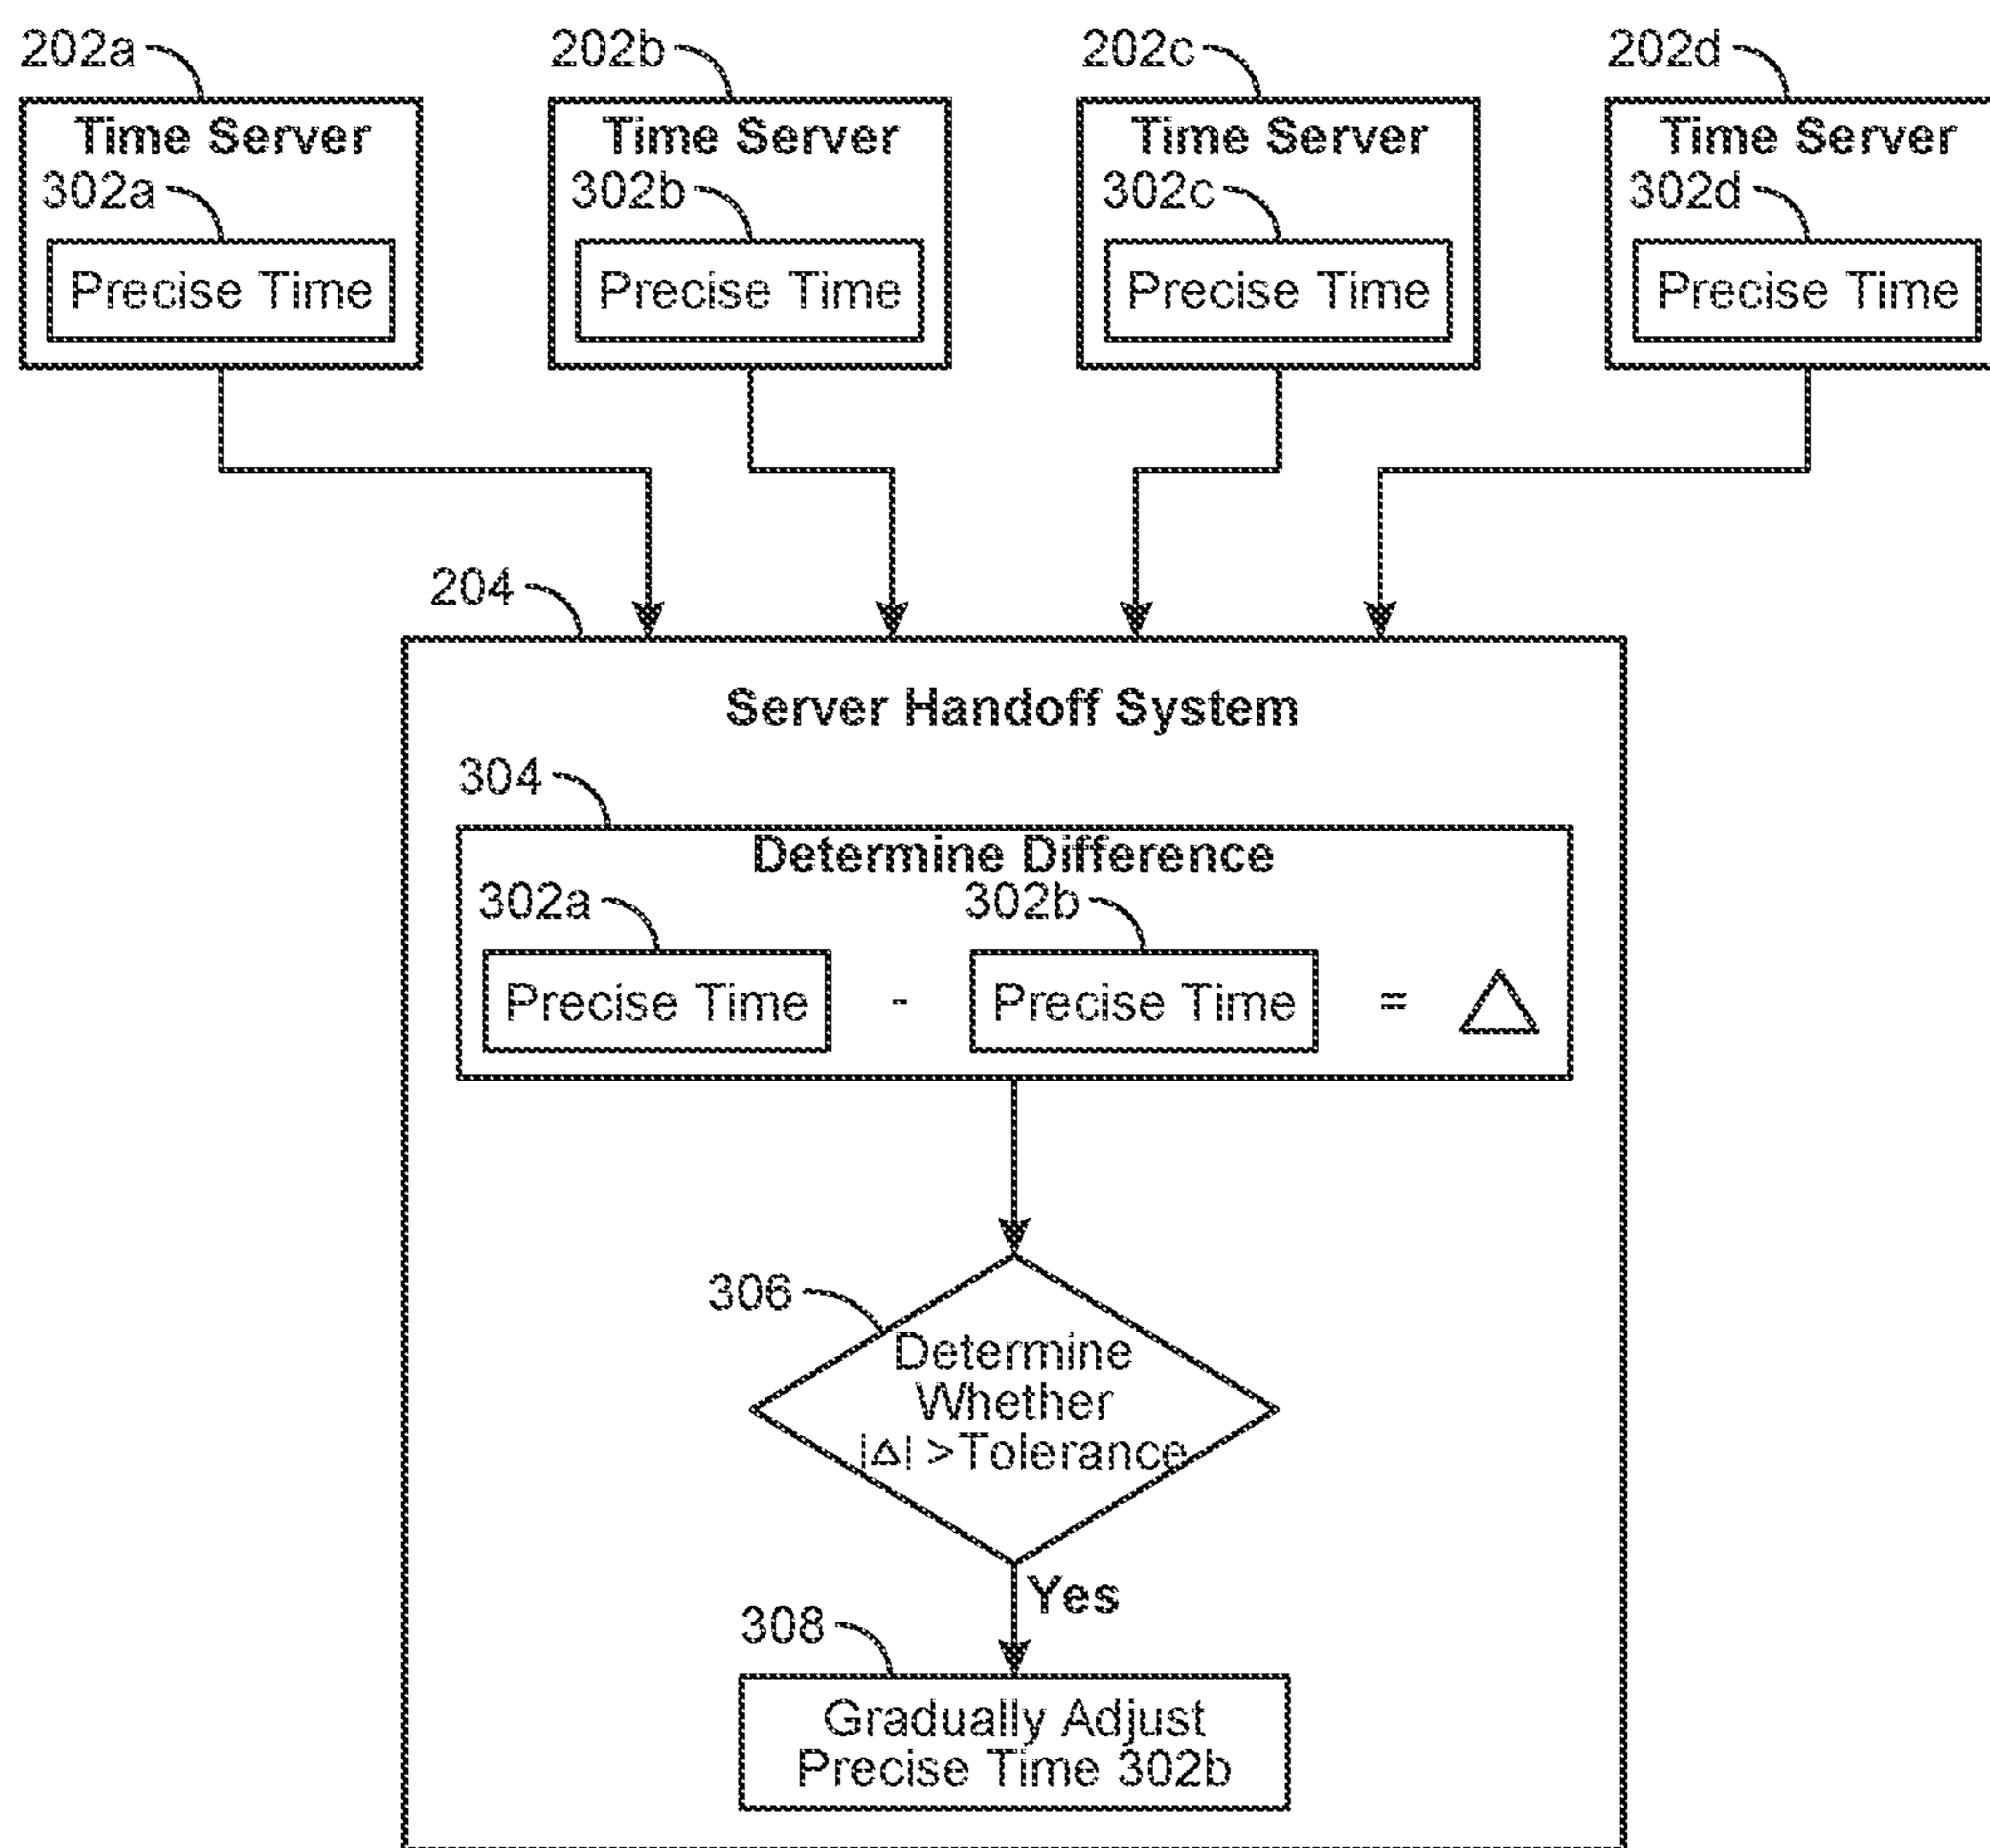 202a 202b 202c 202d
Time Server Time Server Time Server Time Server
302a 302b 302c 302d
Precise Time Precise Time Precise Time Precise Time
204
Server Handoff System
304
Determine Difference
302a 302b
Precise Time - Precise Time = △
306
Determine
Whether
|△| >Tolerance
Yes
308
Gradually Adjust
Precise Time 302b